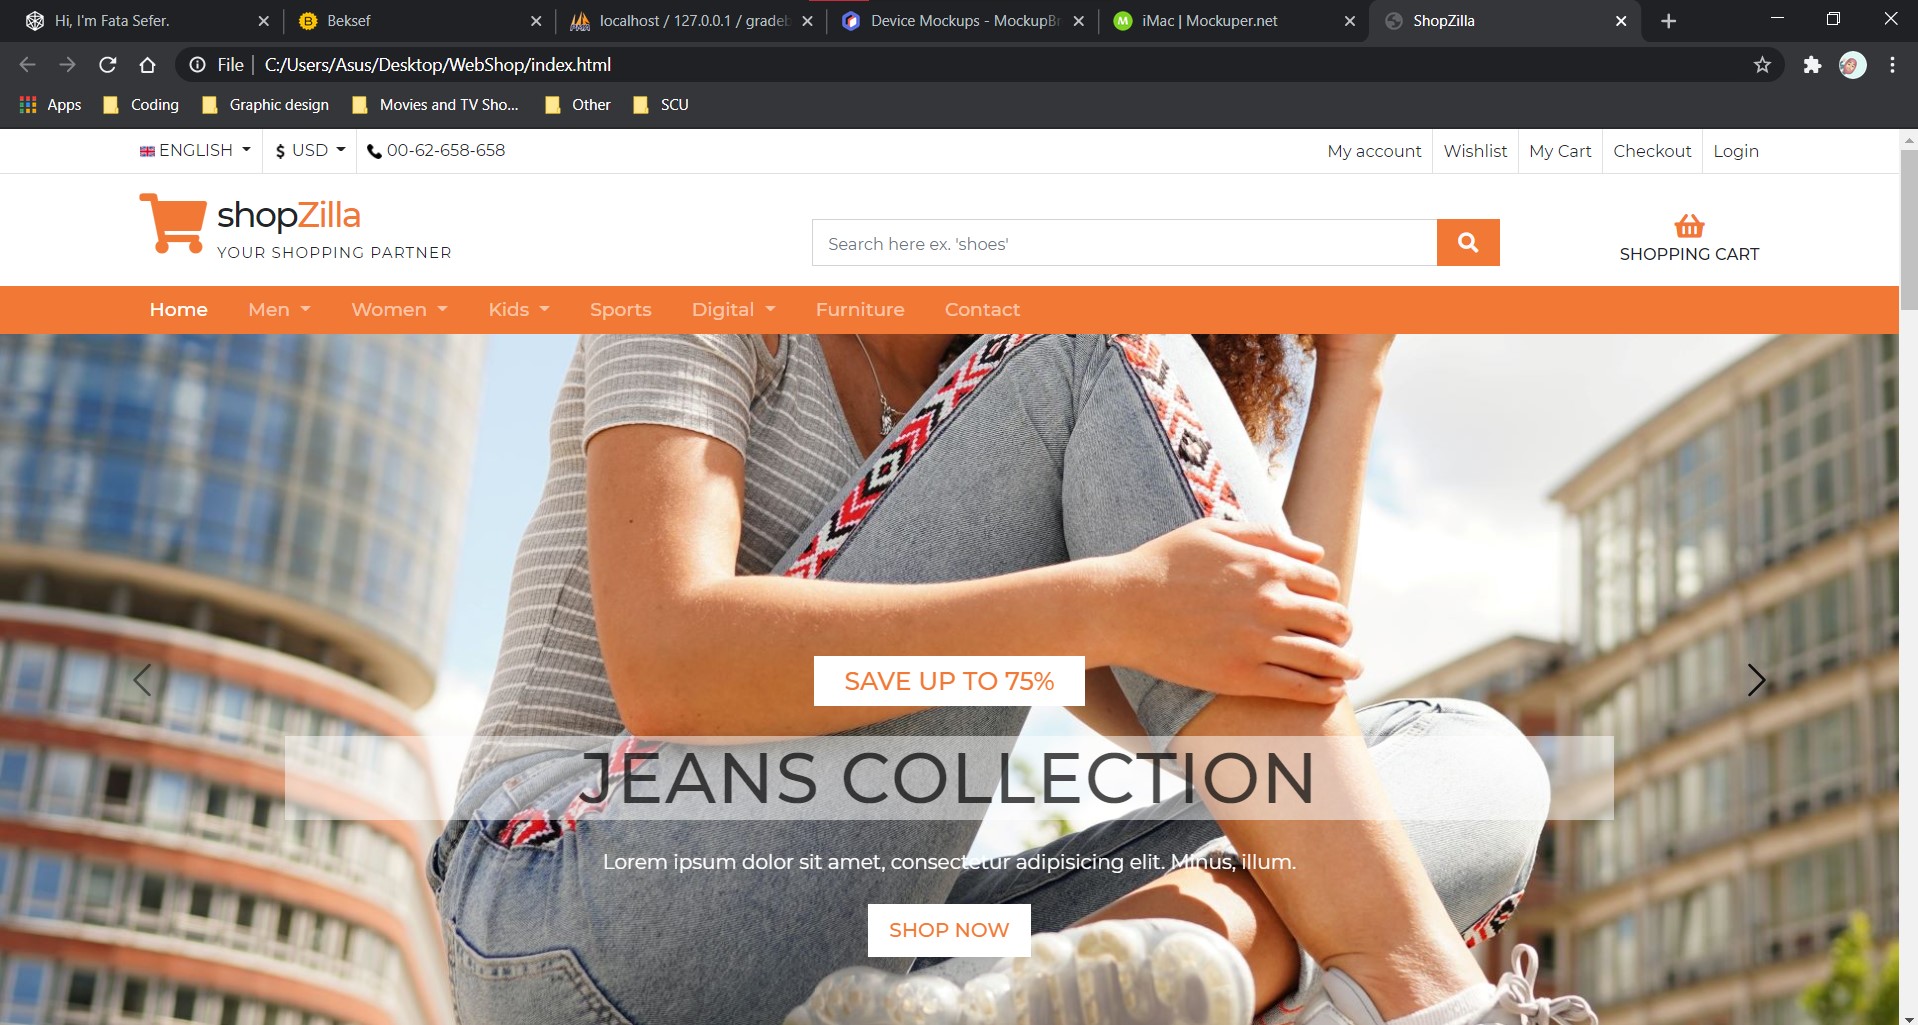 Hi, I'm Fata Sefer.
Beksef
localhost / 127.0.0.1 / gradeb
Device Mockups - MockupBr
iMac | Mockuper.net
ShopZilla
File
C:/Users/Asus/Desktop/WebShop/index.html
Apps
Coding
Graphic design
Movies and TV Sho...
Other
SCU
ENGLISH
$ USD
00-62-658-658
My account
Wishlist
My Cart
Checkout
Login
shopZilla
YOUR SHOPPING PARTNER
Search here ex. 'shoes'
SHOPPING CART
Home
Men
Women
Kids
Sports
Digital
Furniture
Contact
SAVE UP TO 75%
JEANS COLLECTION
Lorem ipsum dolor sit amet, consectetur adipisicing elit. Minus, illum.
SHOP NOW